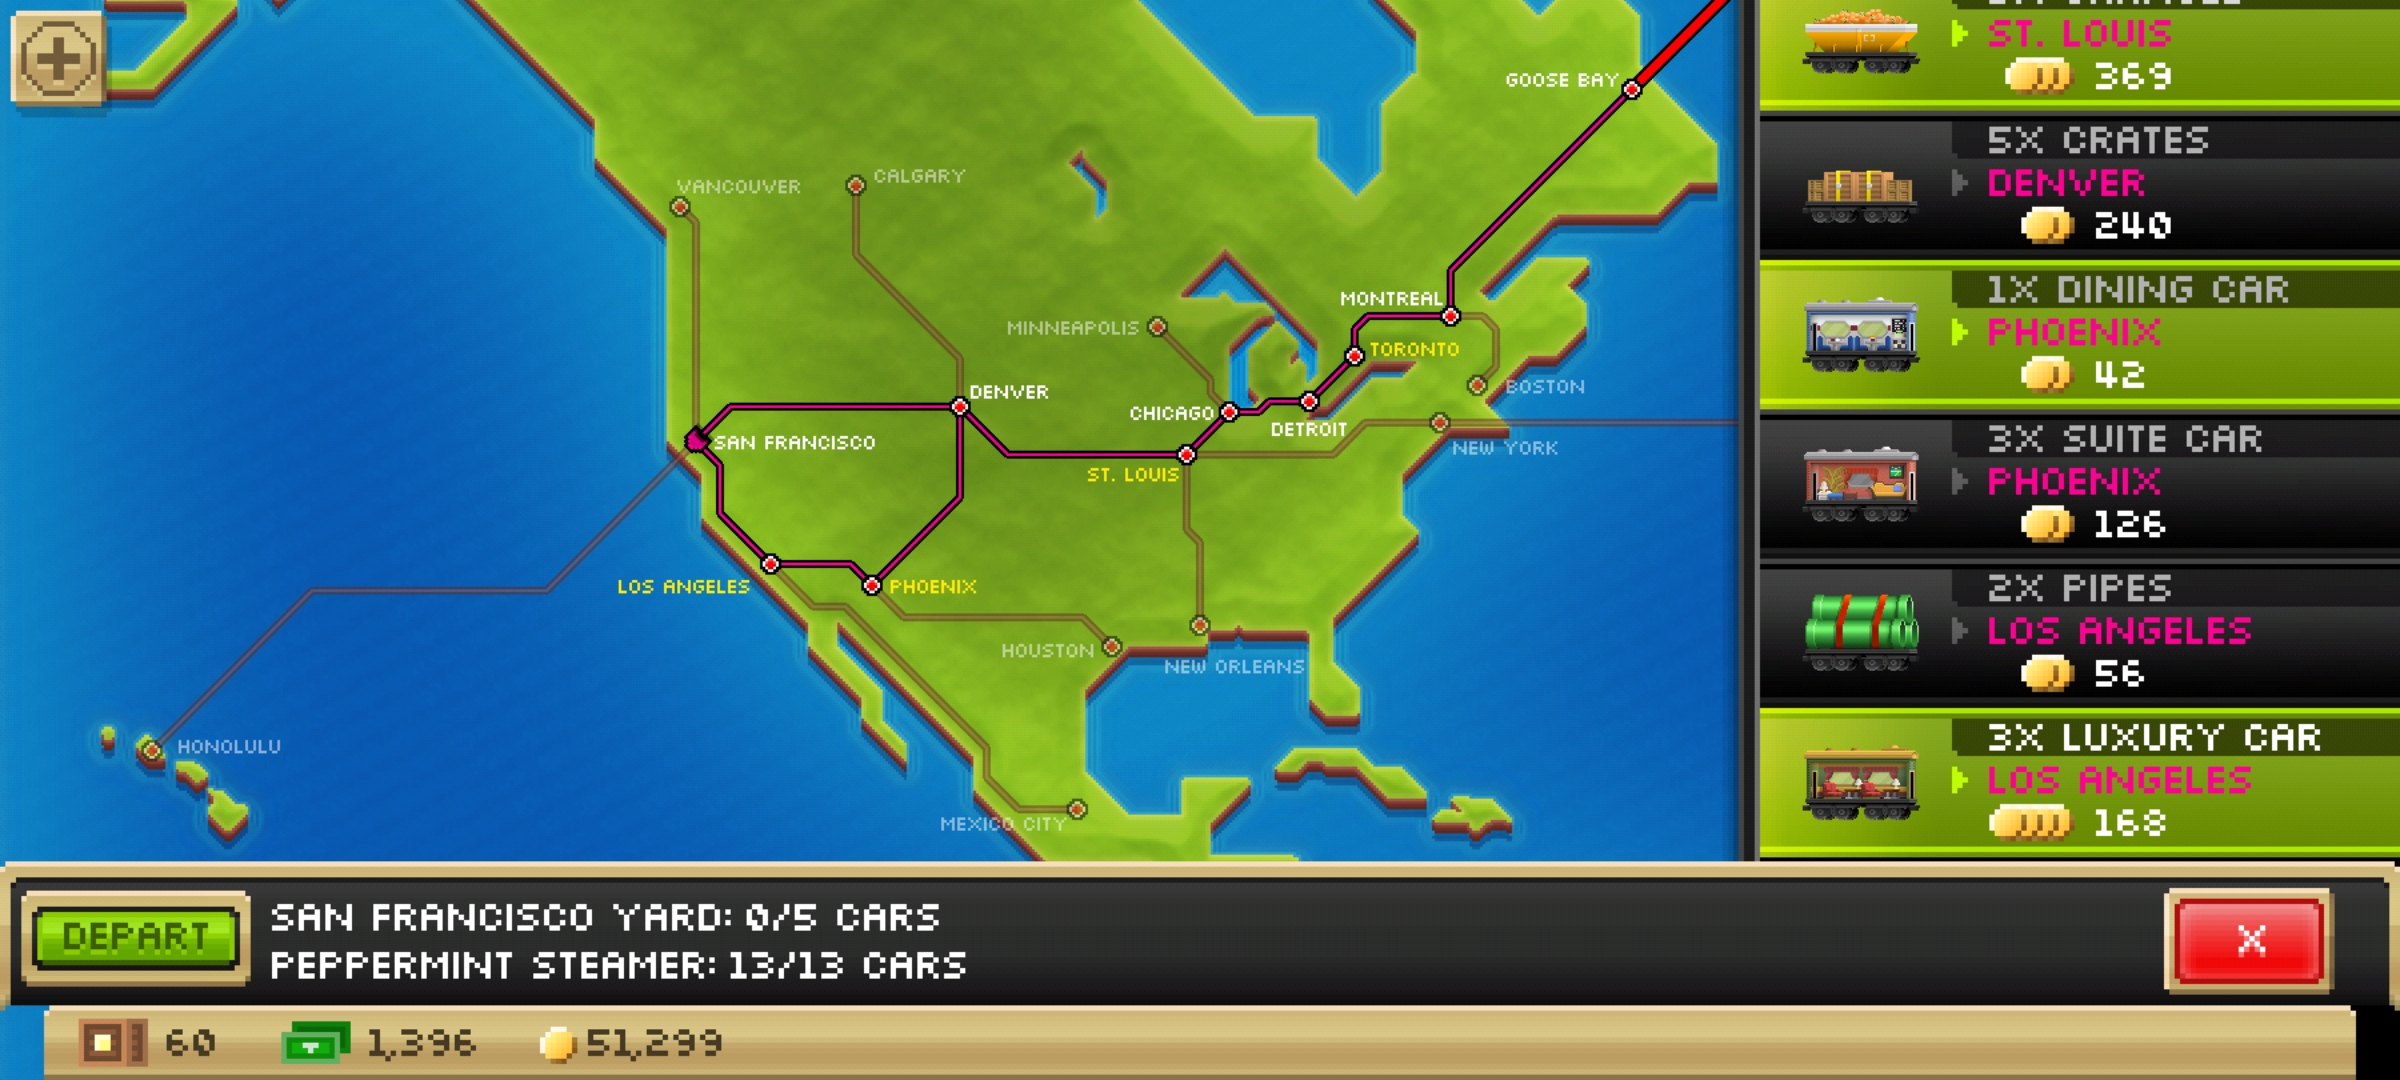 GOOSE BAY
VANCOUVER
CALGARY
MINNEAPOLIS
MONTREAL
TORONTO
BOSTON
DENVER
CHICAGO
DETROIT
NEW YORK
SAN FRANCISCO
ST. LOUIS
LOS ANGELES
PHOENIX
HOUSTON
NEW ORLEANS
HONOLULU
MEXICO CITY
ST. LOUIS
369
5X CRATES
DENVER
240
1X DINING CAR
PHOENIX
42
3X SUITE CAR
PHOENIX
126
2X PIPES
LOS ANGELES
56
3X LUXURY CAR
LOS ANGELES
168
DEPART
SAN FRANCISCO YARD: 0/5 CARS
PEPPERMINT STEAMER: 13/13 CARS
X
60
1,396
51,299